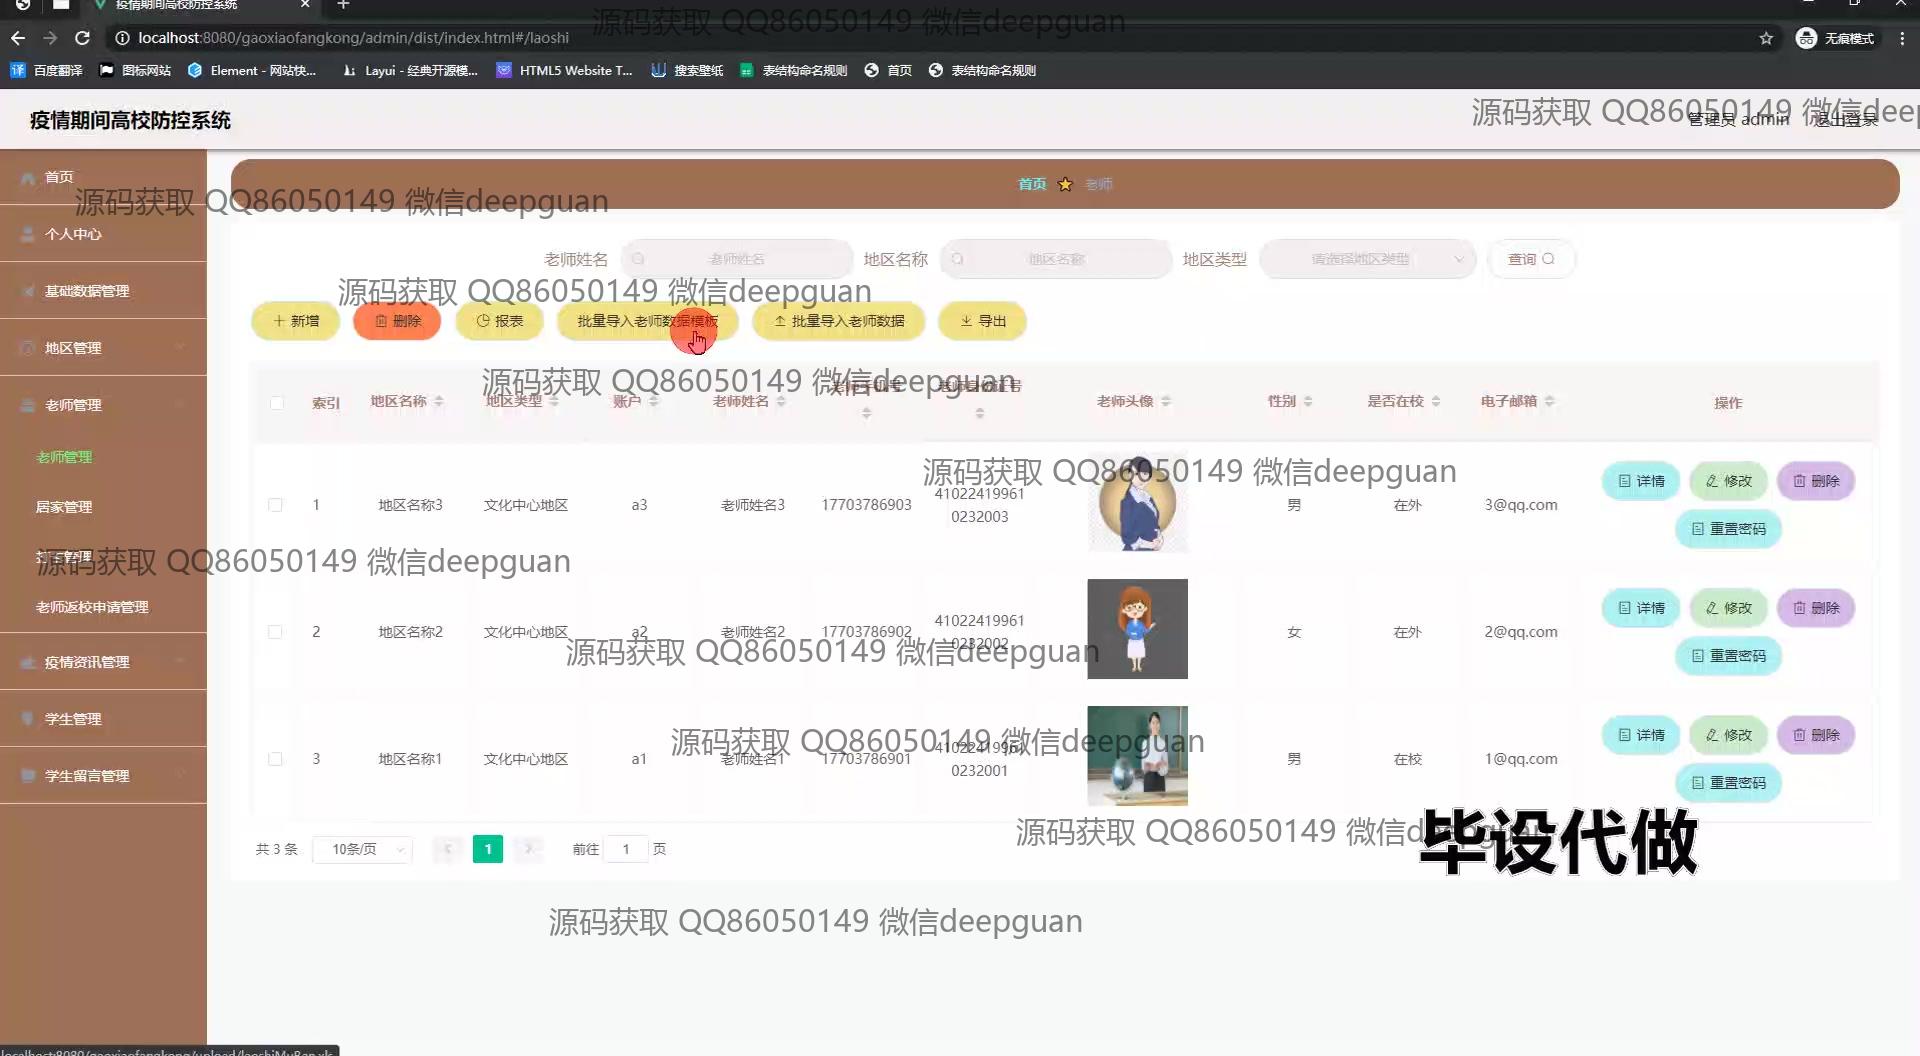 疫情期间高校防控系统
localhost:8080/gaoxiaofangkong/admin/dist/index.html#/laoshi
无痕模式
百度翻译 图标网站 Element - 网站快... Layui - 经典开源模... HTML5 Website T... 搜索壁纸 表结构命名规则 首页 表结构命名规则
源码获取 QQ86050149 微信deepguan
疫情期间高校防控系统
管理员 admin 退出登录
源码获取 QQ86050149 微信deep
首页
个人中心
基础数据管理
地区管理
老师管理
老师管理
居家管理
老师返校申请管理
疫情资讯管理
学生管理
学生留言管理
首页 老师
源码获取 QQ86050149 微信deepguan
老师姓名 老师姓名 地区名称 地区名称 地区类型 请选择地区类型 查询
源码获取 QQ86050149 微信deepguan
新增 删除 报表 批量导入老师数据模板 批量导入老师数据 导出
源码获取 QQ86050149 微信deepguan
索引 地区名称 地区类型 账户 老师姓名 老师手机号 老师身份证号 老师头像 性别 是否在校 电子邮箱 操作
源码获取 QQ86050149 微信deepguan
1 地区名称3 文化中心地区 a3 老师姓名3 17703786903 410224199610232003 男 在外 3@qq.com 详情 修改 删除
重置密码
源码获取 QQ86050149 微信deepguan
2 地区名称2 文化中心地区 a2 老师姓名2 17703786902 410224199610232002 女 在外 2@qq.com 详情 修改 删除
重置密码
源码获取 QQ86050149 微信deepguan
3 地区名称1 文化中心地区 a1 老师姓名1 17703786901 410224199610232001 男 在校 1@qq.com 详情 修改 删除
重置密码
源码获取 QQ86050149 微信deepguan
源码获取 QQ86050149 微信deepguan
毕设代做
共 3 条 10条/页 1 前往 1 页
源码获取 QQ86050149 微信deepguan
localhost:8080/gaoxiaofangkong/upload/laoshiMuBan.xls